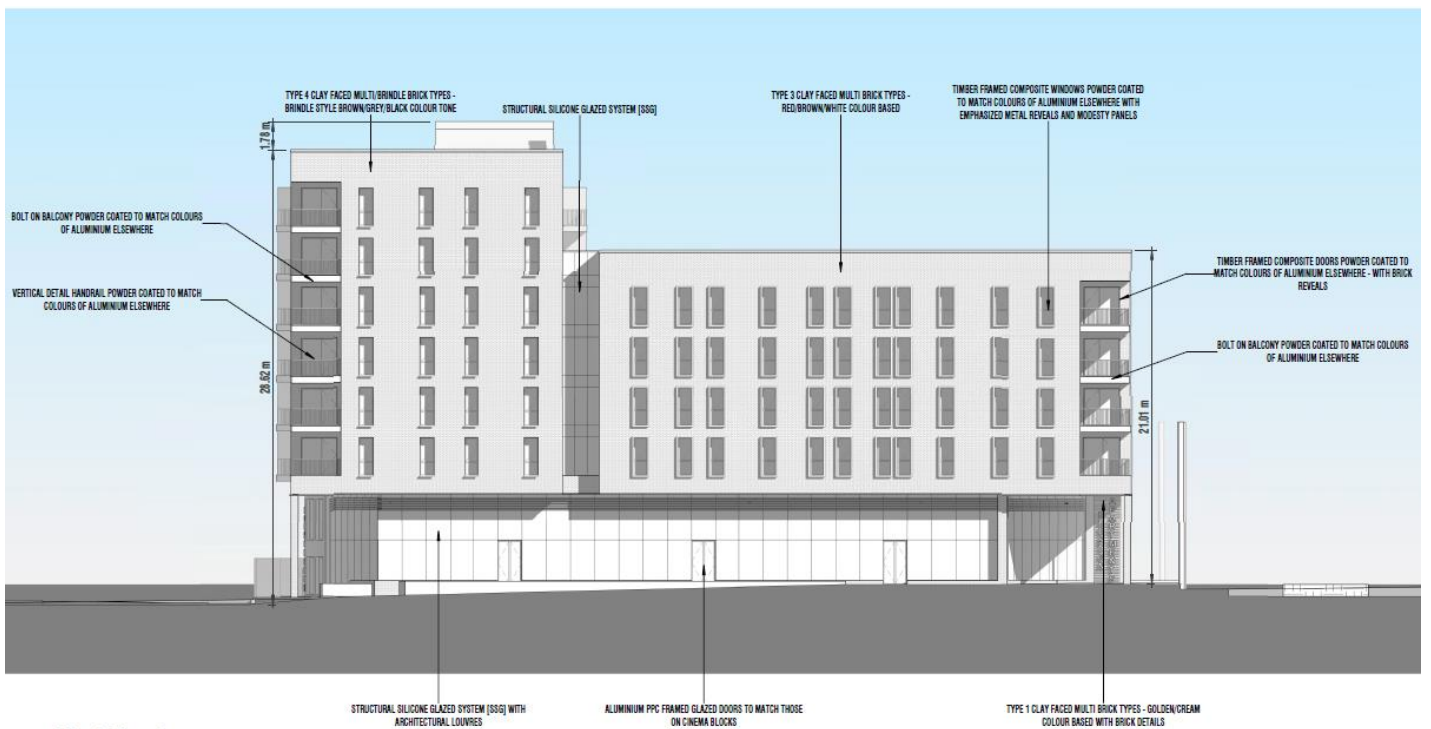 TYPE 4 CLAY FACED MULTI/BRINDLE BRICK TYPES -
BRINDLE STYLE BROWN/GREY/BLACK COLOUR TONE
STRUCTURAL SILICONE GLAZED SYSTEM [SSG]
TYPE 3 CLAY FACED MULTI BRICK TYPES -
RED/BROWN/WHITE COLOUR BASED
TIMBER FRAMED COMPOSITE WINDOWS POWDER COATED
TO MATCH COLOURS OF ALUMINIUM ELSEWHERE WITH
EMPHASIZED METAL REVEALS AND MODESTY PANELS
1.78 m
BOLT ON BALCONY POWDER COATED TO MATCH COLOURS
OF ALUMINIUM ELSEWHERE
VERTICAL DETAIL HANDRAIL POWDER COATED TO MATCH
COLOURS OF ALUMINIUM ELSEWHERE
28.62 m
TIMBER FRAMED COMPOSITE DOORS POWDER COATED TO
MATCH COLOURS OF ALUMINIUM ELSEWHERE - WITH BRICK
REVEALS
BOLT ON BALCONY POWDER COATED TO MATCH COLOURS
OF ALUMINIUM ELSEWHERE
21.01 m
STRUCTURAL SILICONE GLAZED SYSTEM [SSG] WITH
ARCHITECTURAL LOUVRES
ALUMINIUM PPC FRAMED GLAZED DOORS TO MATCH THOSE
ON CINEMA BLOCKS
TYPE 1 CLAY FACED MULTI BRICK TYPES - GOLDEN/CREAM
COLOUR BASED WITH BRICK DETAILS